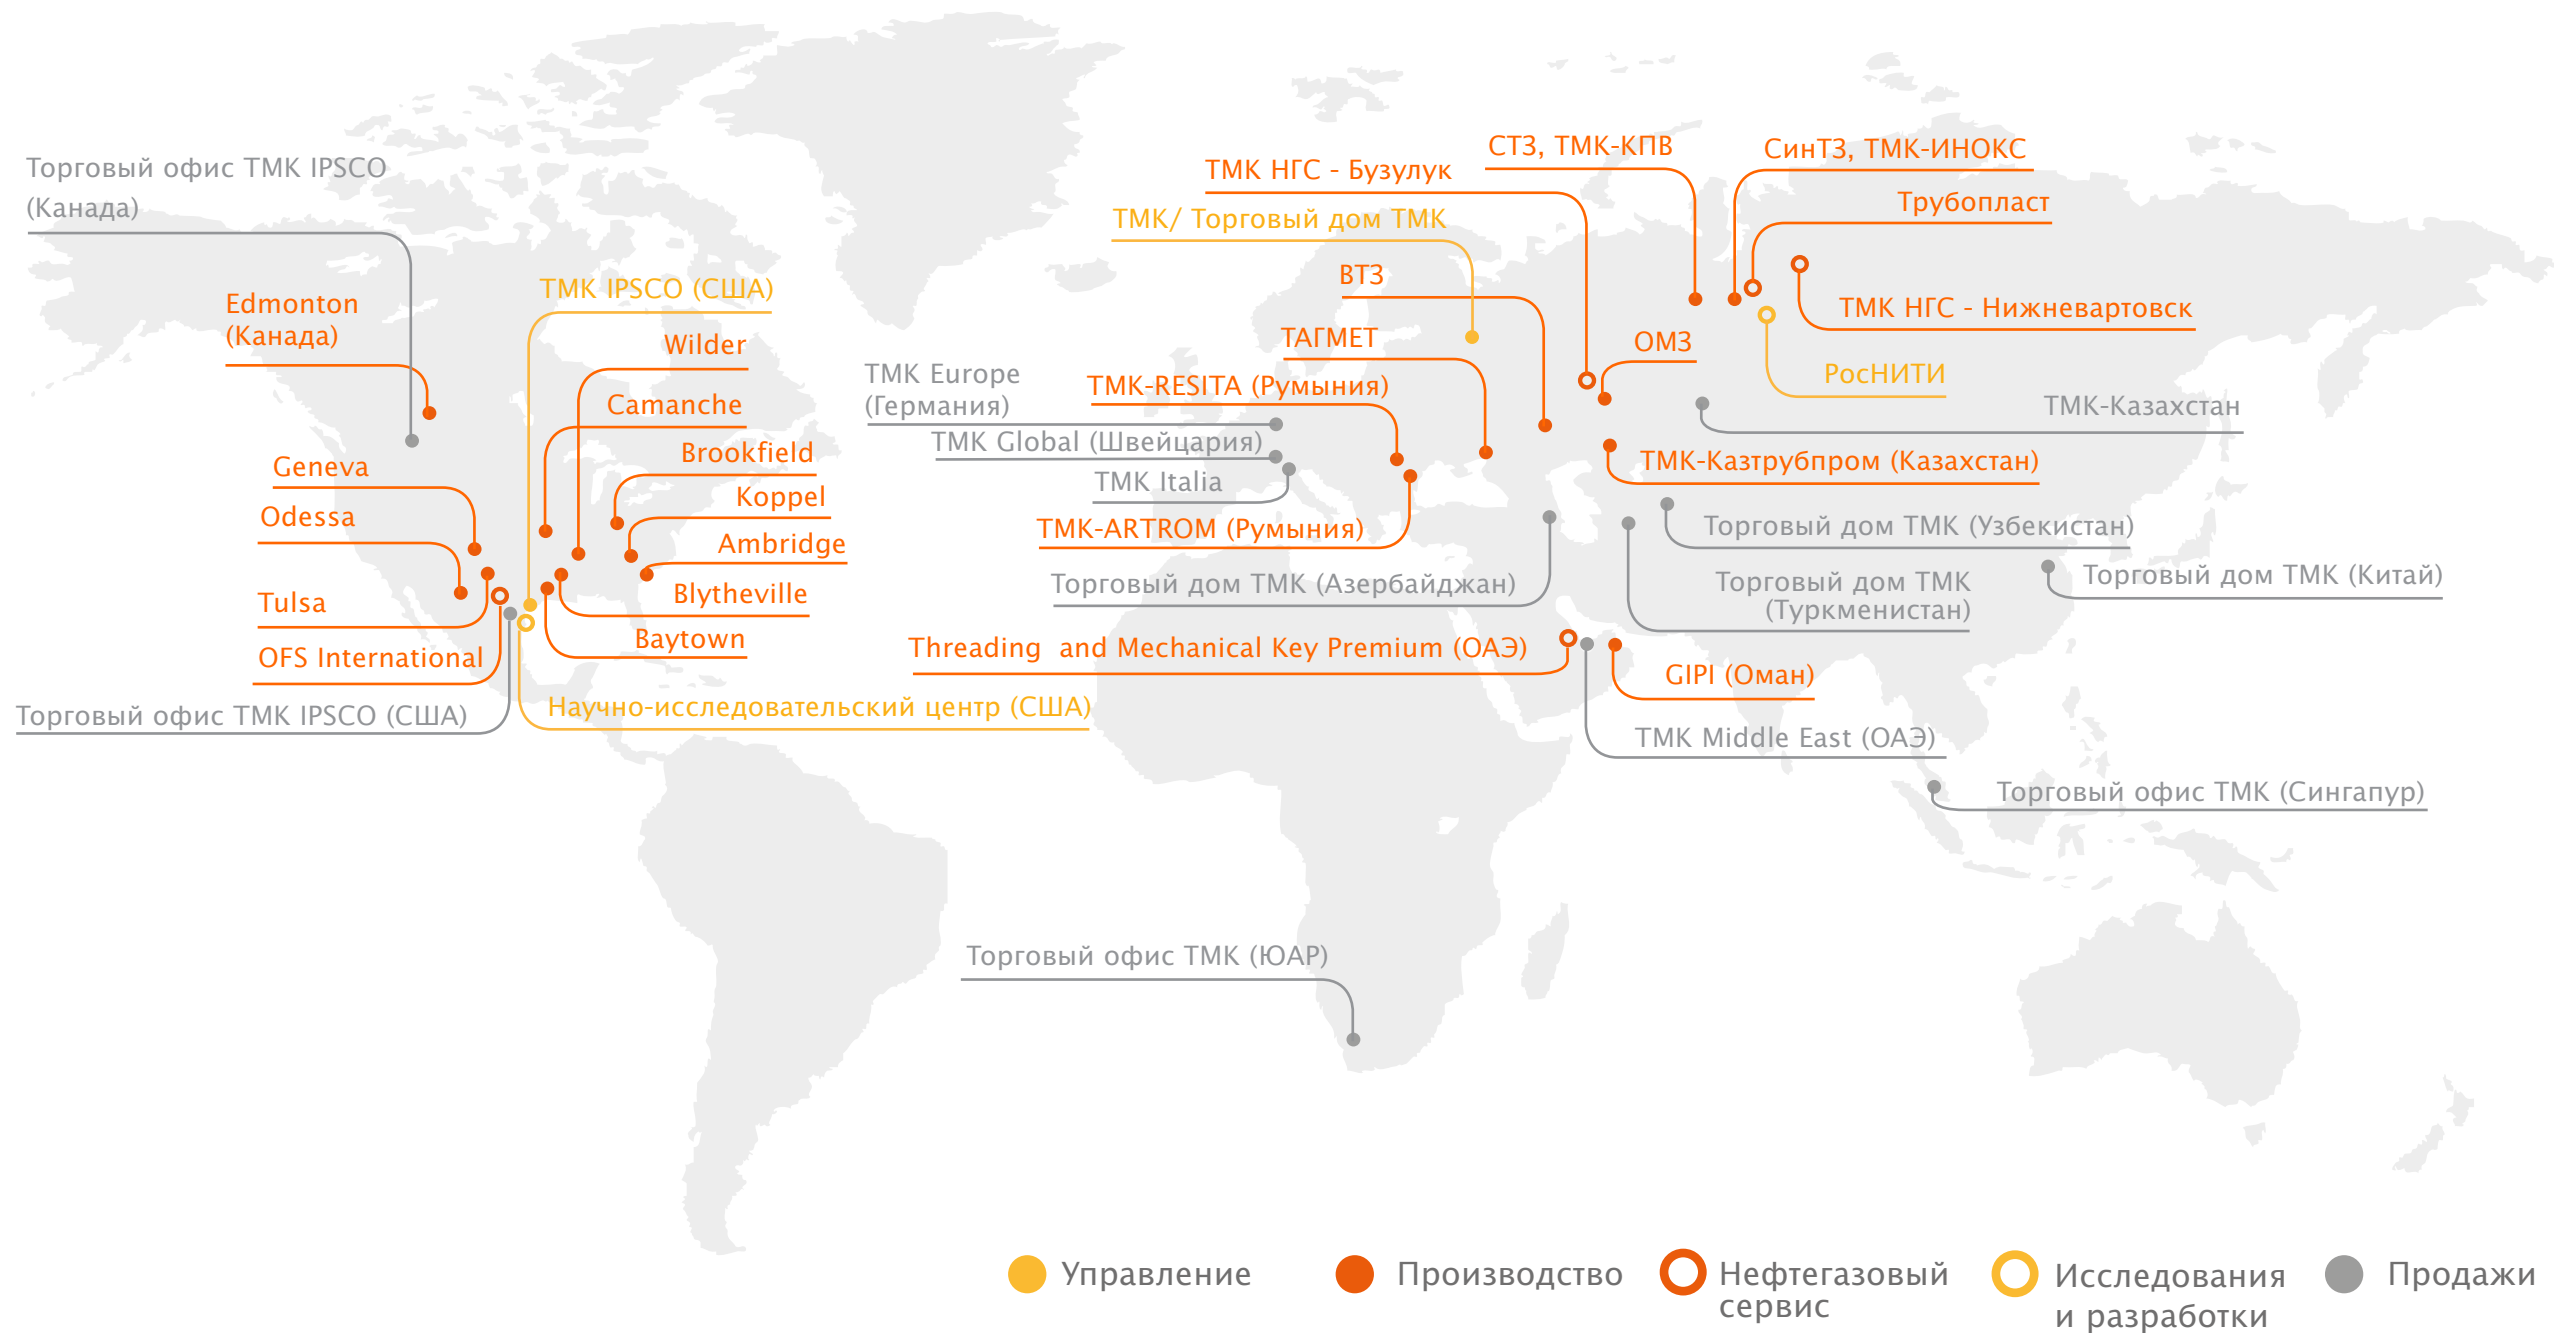 Торговый офис ТМК IPSCO
(Канада)
Edmonton
(Канада)
ТМК IPSCO (США)
Wilder
Camanche
Brookfield
Koppel
Ambridge
Blytheville
Baytown
Geneva
Odessa
Tulsa
OFS International
Торговый офис ТМК IPSCO (США)
Научно-исследовательский центр (США)
СТЗ, ТМК-КПВ
СинТЗ, ТМК-ИНОКС
ТМК НГС - Бузулук
Трубопласт
ТМК/ Торговый дом ТМК
ВТЗ
ТМК НГС - Нижневартовск
ТАГМЕТ
ОМЗ
РосНИТИ
TMK Europe
(Германия)
ТМК-RESITA (Румыния)
ТМК-Казахстан
TMK Global (Швейцария)
ТМК-Казтрубпром (Казахстан)
TMK Italia
ТМК-ARTROM (Румыния)
Торговый дом ТМК (Узбекистан)
Торговый дом ТМК (Азербайджан)
Торговый дом ТМК
(Туркменистан)
Торговый дом ТМК (Китай)
Threading  and Mechanical Key Premium (ОАЭ)
GIPI (Оман)
TMK Middle East (ОАЭ)
Торговый офис ТМК (Сингапур)
Торговый офис ТМК (ЮАР)
Управление
Производство
Нефтегазовый
сервис
Исследования
и разработки
Продажи